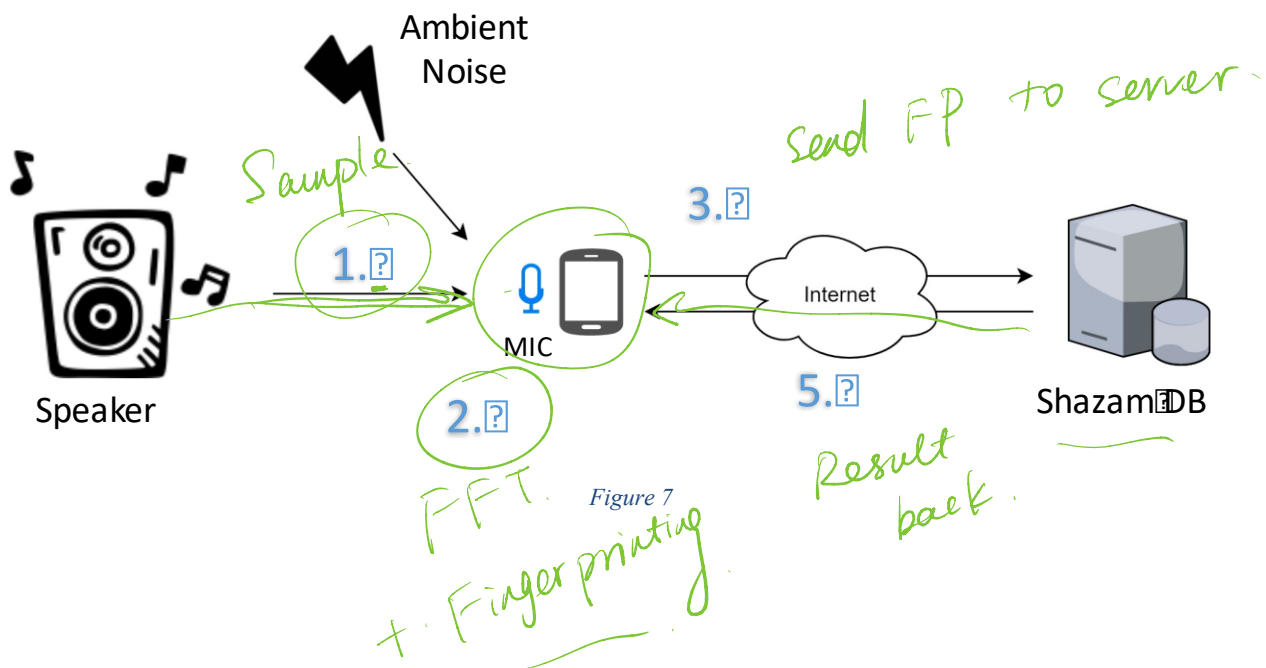 Ambient
Noise
Send FP to server.
Sample
3.⍰
1.⍰
Internet
MIC
Speaker
2.⍰
5.⍰
Shazam⍰DB
FFT.
Figure 7
Result
back.
+ Fingerprinting.